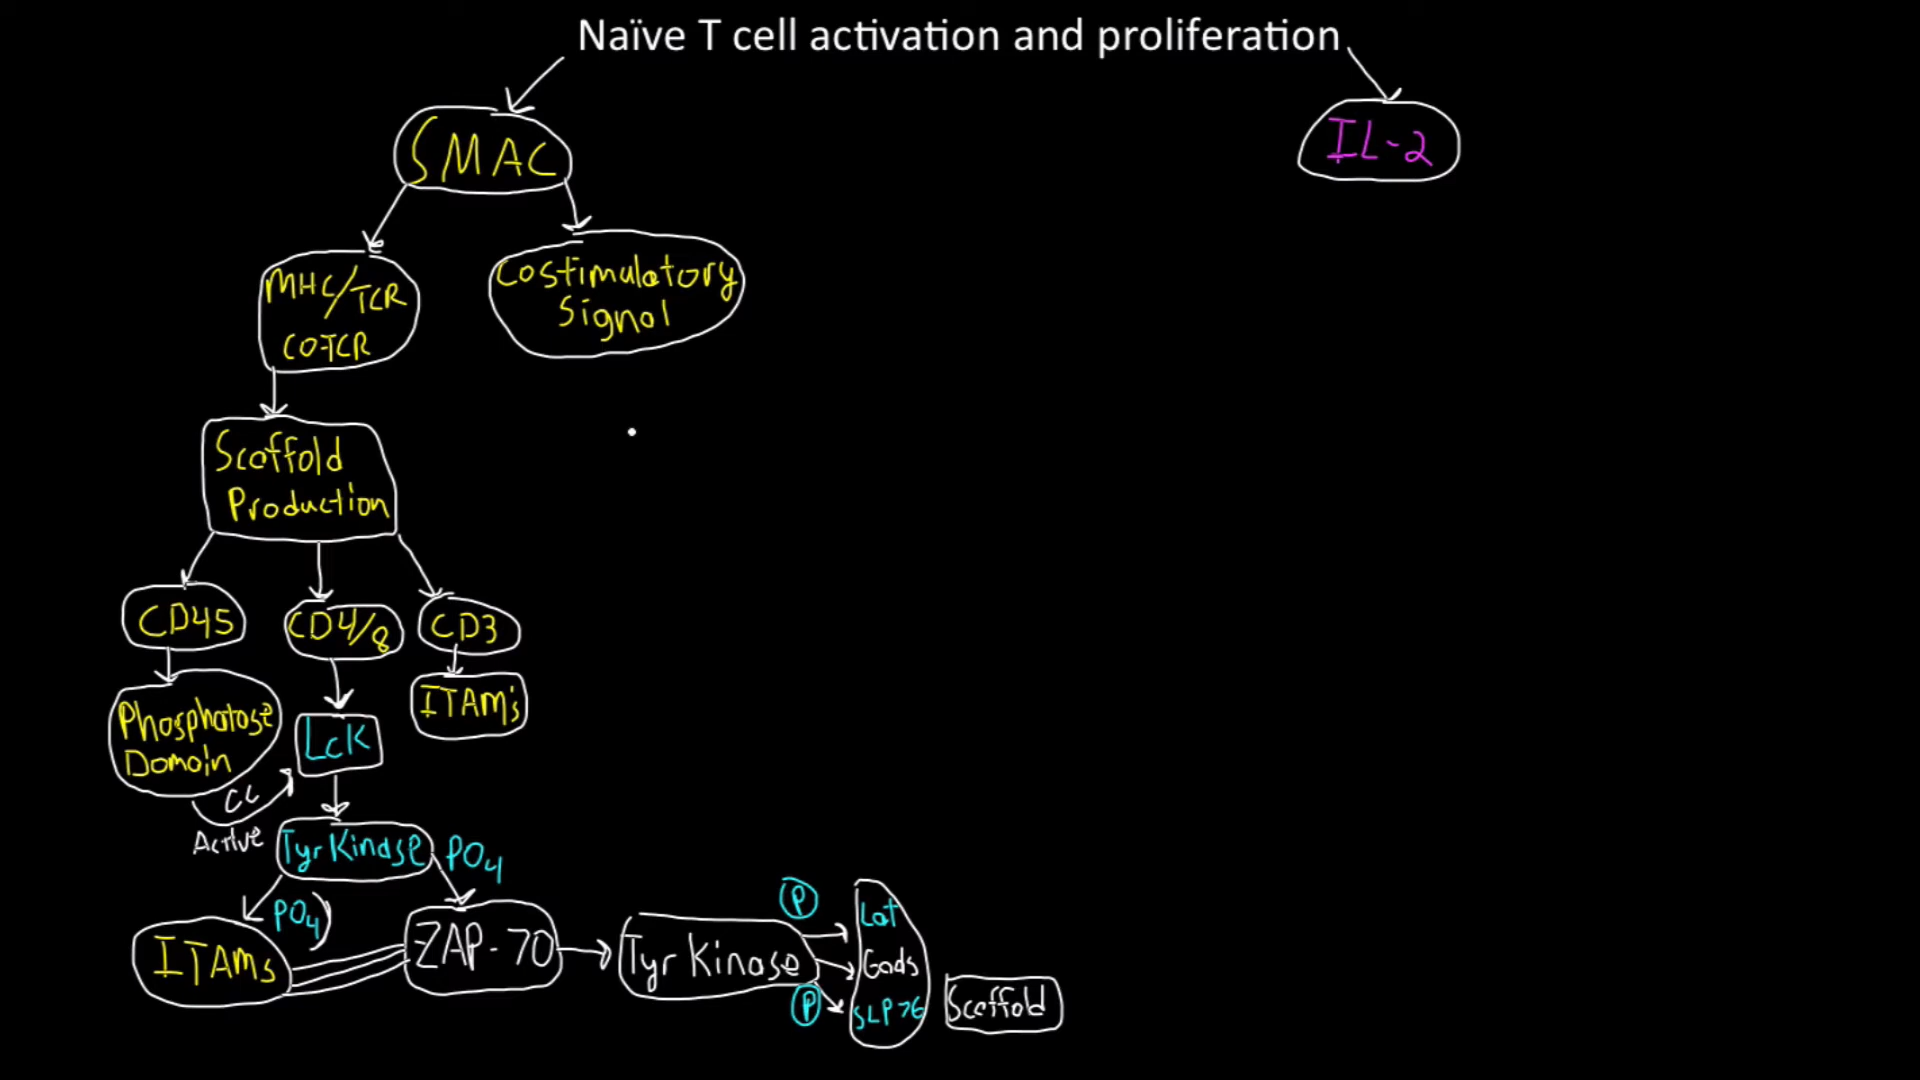 Naïve T cell activation and proliferation
SMAC
IL-2
MHC/TCR
CO-TCR
Costimulatory
Signal
Scaffold
Production
CD45
CD4/8
CD3
Phosphatase
Domain
Lck
ITAM's
CC
Active
Tyr Kinase
PO4
PO4
ITAMs
ZAP-70
Tyr Kinase
P
P
Lat
Gads
SLP76
Scaffold